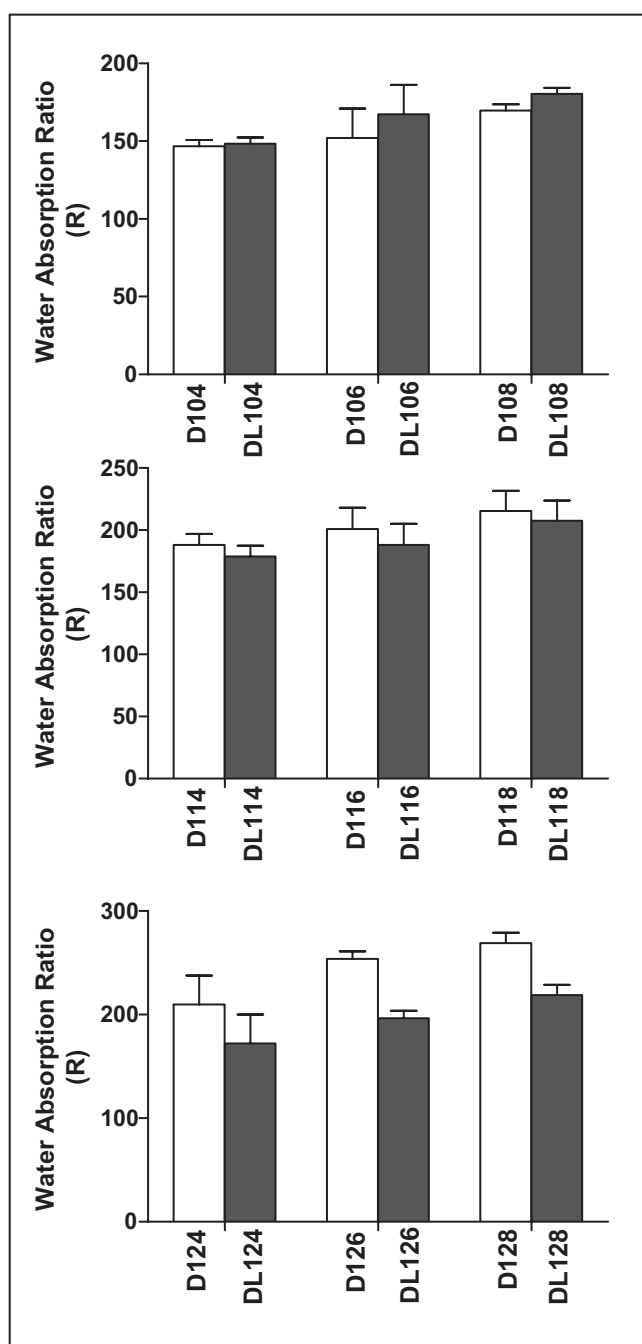 Water Absorption Ratio
(R)
200
150
100
50
0
D104
DL104
D106
DL106
D108
DL108
Water Absorption Ratio
(R)
250
200
150
100
50
0
D114
DL114
D116
DL116
D118
DL118
Water Absorption Ratio
(R)
300
200
100
0
D124
DL124
D126
DL126
D128
DL128